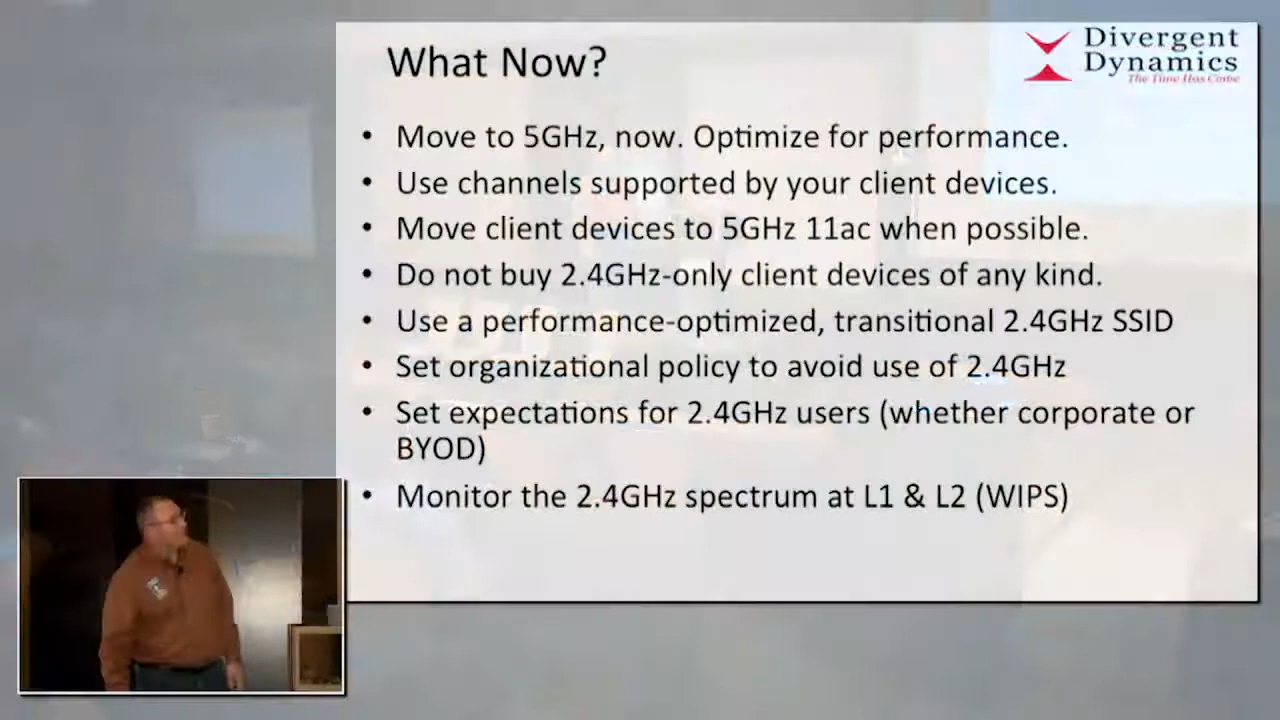 What Now?
Divergent
Dynamics
The Time Has Come
• Move to 5GHz, now. Optimize for performance.
• Use channels supported by your client devices.
• Move client devices to 5GHz 11ac when possible.
• Do not buy 2.4GHz-only client devices of any kind.
• Use a performance-optimized, transitional 2.4GHz SSID
• Set organizational policy to avoid use of 2.4GHz
• Set expectations for 2.4GHz users (whether corporate or
BYOD)
• Monitor the 2.4GHz spectrum at L1 & L2 (WIPS)